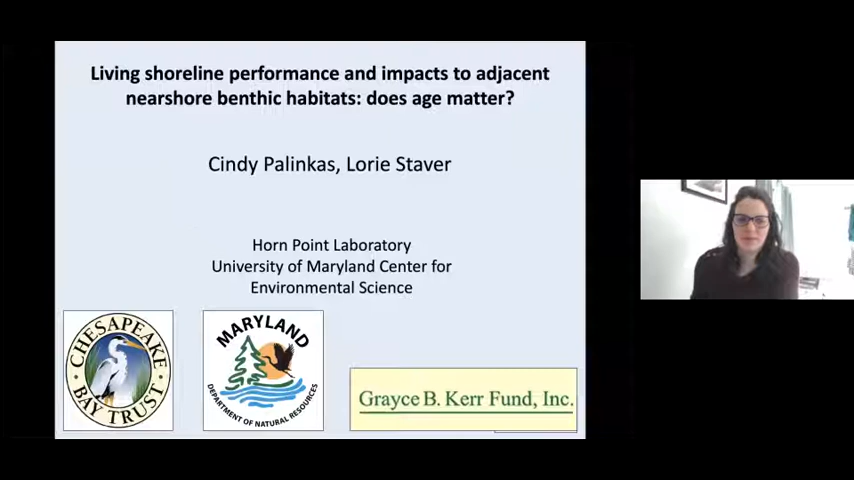 Living shoreline performance and impacts to adjacent
nearshore benthic habitats: does age matter?
Cindy Palinkas, Lorie Staver
Horn Point Laboratory
University of Maryland Center for
Environmental Science
CHESAPEAKE
BAY TRUST
MARYLAND
DEPARTMENT OF NATURAL RESOURCES
Grayce B. Kerr Fund, Inc.